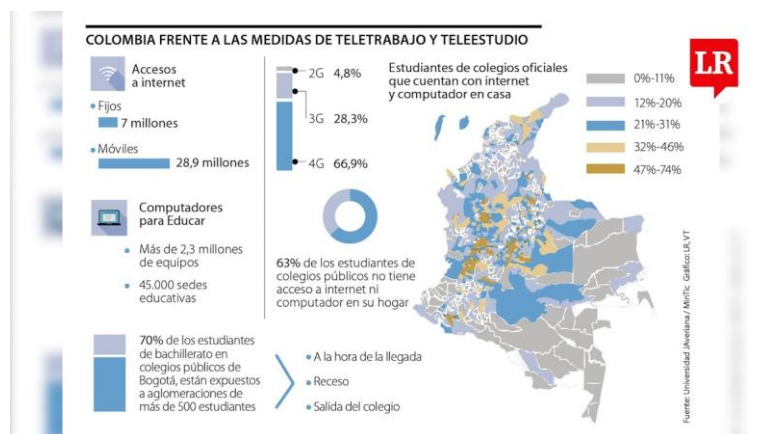 COLOMBIA FRENTE A LAS MEDIDAS DE TELETRABAJO Y TELEESTUDIO
LR
Accesos
a internet
• Fijos
7 millones
• Móviles
28,9 millones
2G 4,8%
3G 28,3%
4G 66,9%
Estudiantes de colegios oficiales
que cuentan con internet
y computador en casa
0%-11%
12%-20%
21%-31%
32%-46%
47%-74%
Computadores
para Educar
• Más de 2,3 millones
de equipos
• 45.000 sedes
educativas
63% de los estudiantes de
colegios públicos no tiene
acceso a internet ni
computador en su hogar
70% de los estudiantes
de bachillerato en
colegios públicos de
Bogotá, están expuestos
a aglomeraciones de
más de 500 estudiantes
• A la hora de la llegada
• Receso
• Salida del colegio
Fuente: Universidad JAveriana / MinTic Gráfico: LR, VT